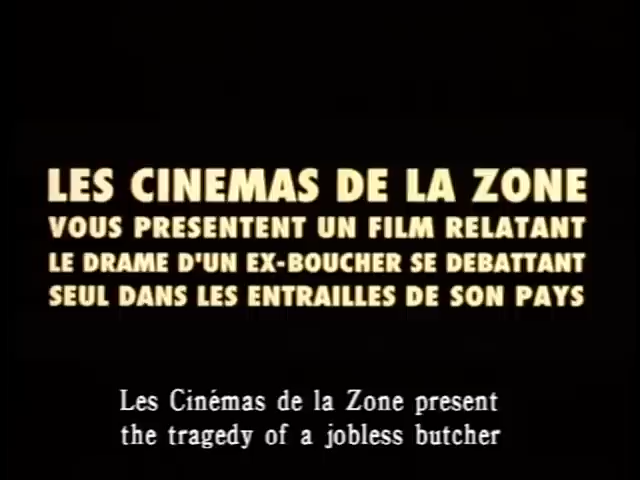 LES CINEMAS DE LA ZONE
VOUS PRESENTENT UN FILM RELATANT
LE DRAME D'UN EX-BOUCHER SE DEBATTANT
SEUL DANS LES ENTRAILLES DE SON PAYS
Les Cinémas de la Zone present
the tragedy of a jobless butcher